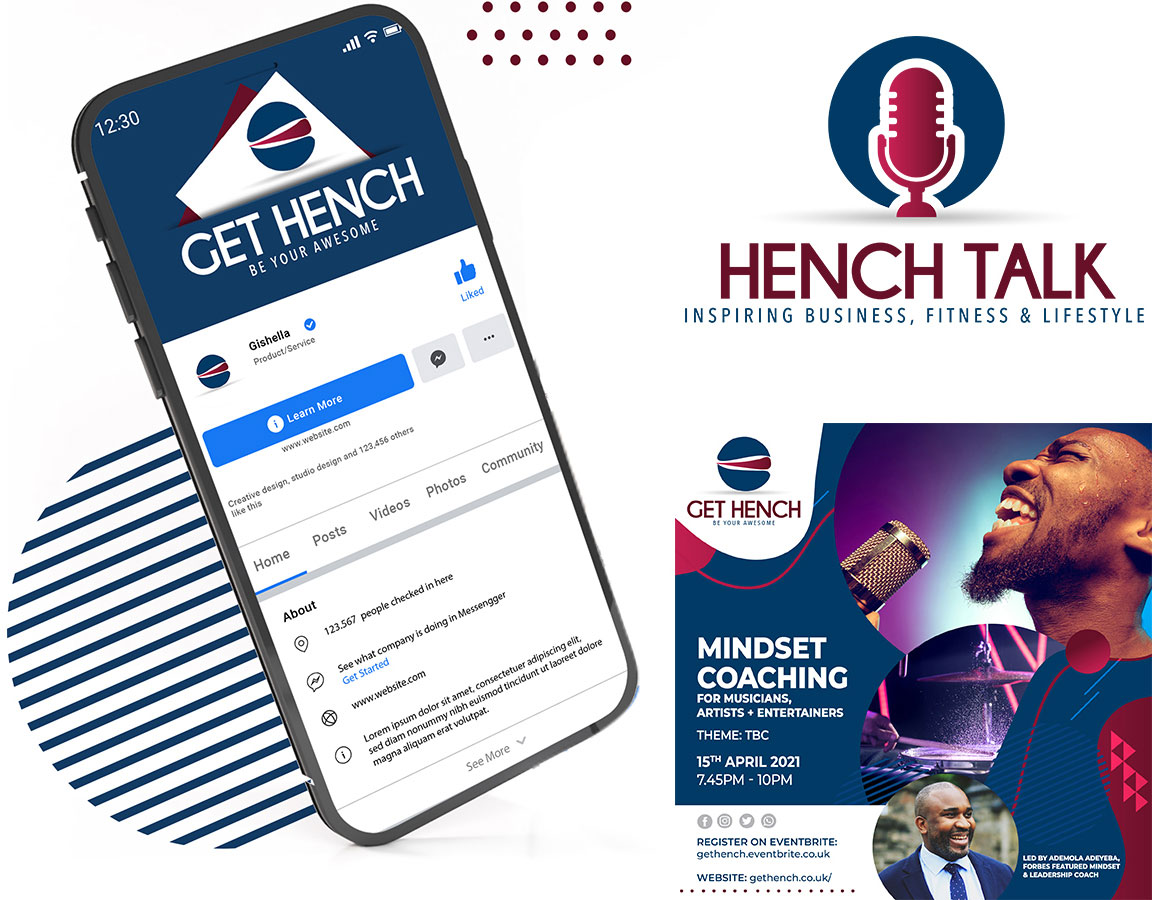 12:30
GET HENCH
BE YOUR AWESOME
Liked
Gishella
Product/Service
Learn More
www.website.com
Creative design, studio design and 123,456 others
like this
Home
Posts
Videos
Photos
Community
About
123.567 people checked in here
See what company is doing in Messengger
Get Started
www.website.com
Lorem ipsum dolor sit amet, consectetuer adipiscing elit,
sed diam nonummy nibh euismod tincidunt ut laoreet dolore
magna aliquam erat volutpat.
See More
HENCH TALK
INSPIRING BUSINESS, FITNESS & LIFESTYLE
GET HENCH
BE YOUR AWESOME
MINDSET
COACHING
FOR MUSICIANS,
ARTISTS + ENTERTAINERS
THEME: TBC
15TH APRIL 2021
7.45PM - 10PM
REGISTER ON EVENTBRITE:
gethench.eventbrite.co.uk
WEBSITE: gethench.co.uk/
LED BY ADEMOLA ADEYEBA,
FORBES FEATURED MINDSET
& LEADERSHIP COACH